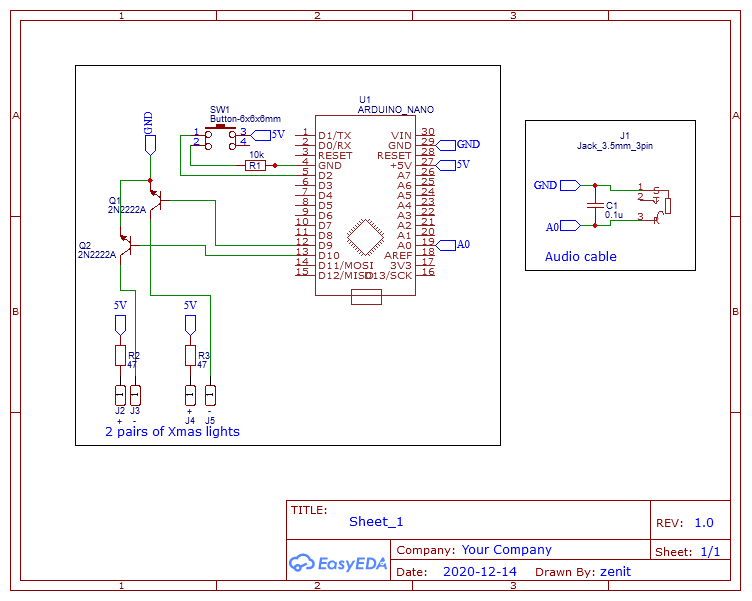 1 2 3
A A
B B
GND
SW1
Button-6x6x6mm
1 3 5V
2 4
10k
R1
Q1
2N2222A
Q2
2N2222A
U1
ARDUINO_NANO
1 D1/TX VIN 30
2 D0/RX GND 29 GND
3 RESET RESET 28
4 GND +5V 27 5V
5 D2 A7 26
6 D3 A6 25
7 D4 A5 24
8 D5 A4 23
9 D6 A3 22
10 D7 A2 21
11 D8 A1 20
12 D9 A0 19 A0
13 D10 AREF 18
14 D11/MOSI 3V3 17
15 D12/MISO D13/SCK 16
5V 5V
R2 R3
47 47
1 1 1 1
J2 J3 J4 J5
+ - + -
2 pairs of Xmas lights
J1
Jack_3.5mm_3pin
GND 1 S
2 T
C1
0.1u
A0 3 R
Audio cable
TITLE:
Sheet_1
REV: 1.0
EasyEDA
Company: Your Company
Sheet: 1/1
Date: 2020-12-14 Drawn By: zenit
1 2 3